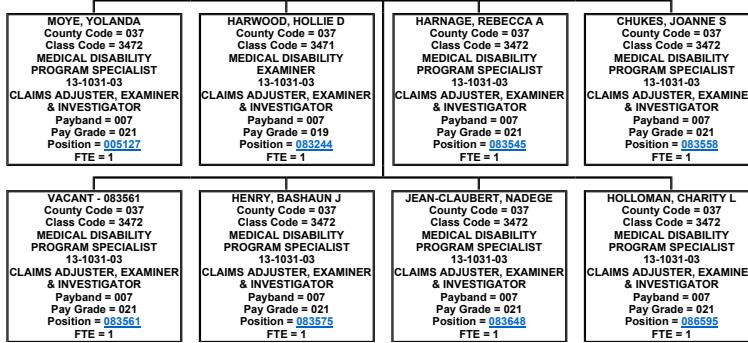 MOYE, YOLANDA
County Code = 037
Class Code = 3472
MEDICAL DISABILITY
PROGRAM SPECIALIST
13-1031-03
CLAIMS ADJUSTER, EXAMINER
& INVESTIGATOR
Payband = 007
Pay Grade = 021
Position = 005127
FTE = 1
HARWOOD, HOLLIE D
County Code = 037
Class Code = 3471
MEDICAL DISABILITY
EXAMINER
13-1031-03
CLAIMS ADJUSTER, EXAMINER
& INVESTIGATOR
Payband = 007
Pay Grade = 019
Position = 083244
FTE = 1
HARNAGE, REBECCA A
County Code = 037
Class Code = 3472
MEDICAL DISABILITY
PROGRAM SPECIALIST
13-1031-03
CLAIMS ADJUSTER, EXAMINER
& INVESTIGATOR
Payband = 007
Pay Grade = 021
Position = 083545
FTE = 1
CHUKES, JOANNE S
County Code = 037
Class Code = 3472
MEDICAL DISABILITY
PROGRAM SPECIALIST
13-1031-03
CLAIMS ADJUSTER, EXAMINE
& INVESTIGATOR
Payband = 007
Pay Grade = 021
Position = 083558
FTE = 1
VACANT - 083561
County Code = 037
Class Code = 3472
MEDICAL DISABILITY
PROGRAM SPECIALIST
13-1031-03
CLAIMS ADJUSTER, EXAMINER
& INVESTIGATOR
Payband = 007
Pay Grade = 021
Position = 083561
FTE = 1
HENRY, BASHAUN J
County Code = 037
Class Code = 3472
MEDICAL DISABILITY
PROGRAM SPECIALIST
13-1031-03
CLAIMS ADJUSTER, EXAMINER
& INVESTIGATOR
Payband = 007
Pay Grade = 021
Position = 083575
FTE = 1
JEAN-CLAUBERT, NADEGE
County Code = 037
Class Code = 3472
MEDICAL DISABILITY
PROGRAM SPECIALIST
13-1031-03
CLAIMS ADJUSTER, EXAMINER
& INVESTIGATOR
Payband = 007
Pay Grade = 021
Position = 083648
FTE = 1
HOLLOMAN, CHARITY L
County Code = 037
Class Code = 3472
MEDICAL DISABILITY
PROGRAM SPECIALIST
13-1031-03
CLAIMS ADJUSTER, EXAMINE
& INVESTIGATOR
Payband = 007
Pay Grade = 021
Position = 086595
FTE = 1